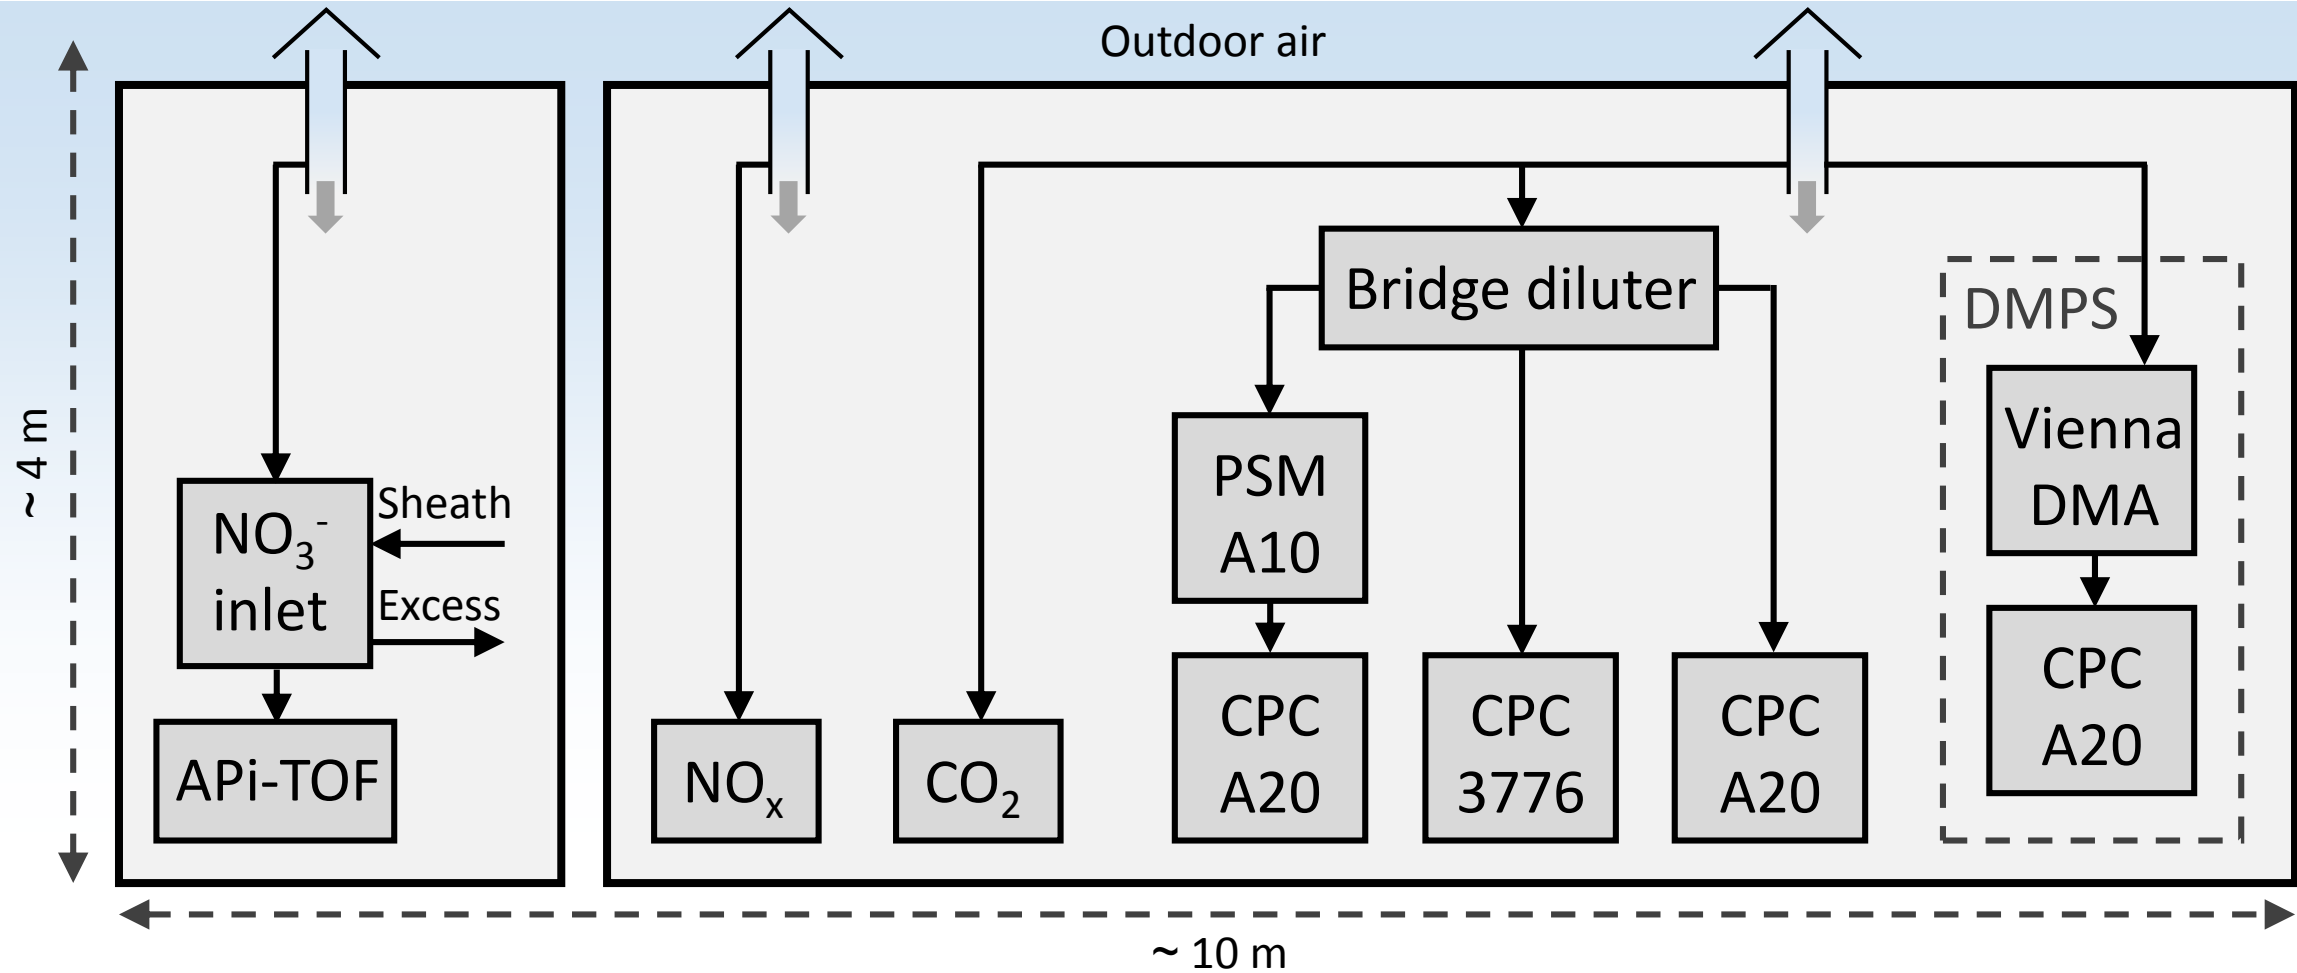 Outdoor air
~ 4 m
NO₃⁻
inlet
Sheath
Excess
APi-TOF
NOₓ
CO₂
Bridge diluter
PSM
A10
CPC
A20
CPC
3776
CPC
A20
DMPS
Vienna
DMA
CPC
A20
~ 10 m